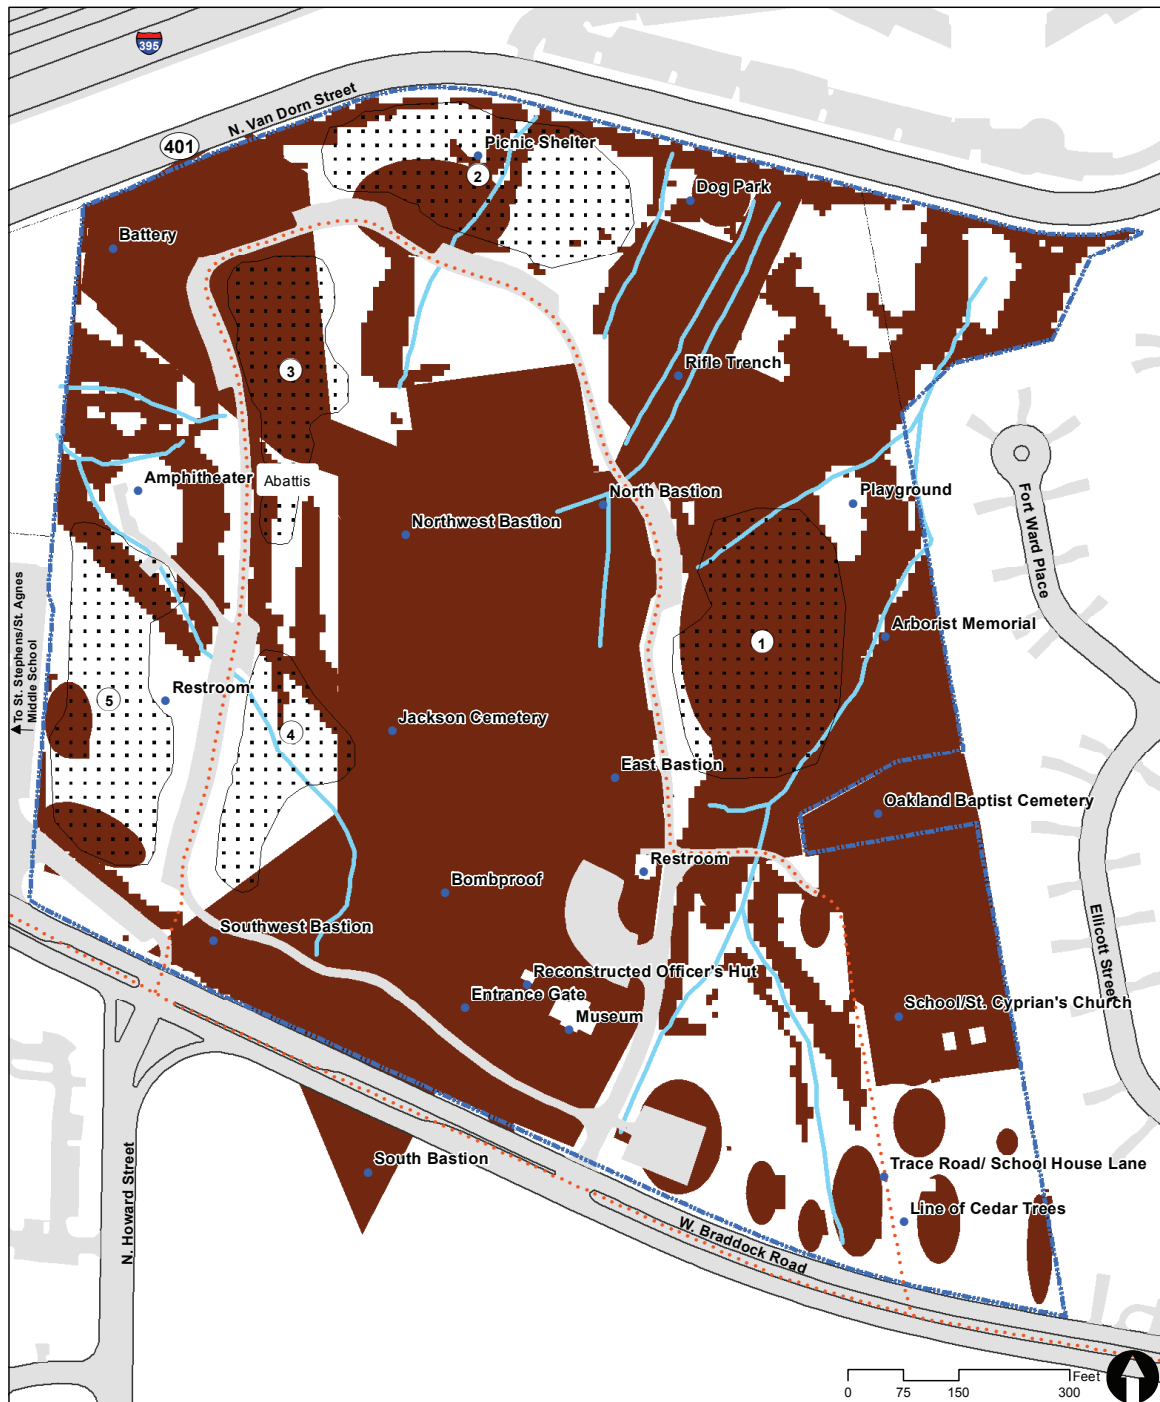 395
N. Van Dorn Street
401
Picnic Shelter
2
Dog Park
Battery
3
Rifle Trench
Amphitheater
Abattis
North Bastion
Playground
Northwest Bastion
Fort Ward Place
1
Arborist Memorial
To St. Stephens/St. Agnes
Middle School
5
Restroom
4
Jackson Cemetery
East Bastion
Oakland Baptist Cemetery
Restroom
Bombproof
Ellicott Street
Southwest Bastion
Reconstructed Officer's Hut
Entrance Gate
Museum
School/St. Cyprian's Church
N. Howard Street
South Bastion
Trace Road/ School House Lane
Line of Cedar Trees
W. Braddock Road
Feet
0
75
150
300